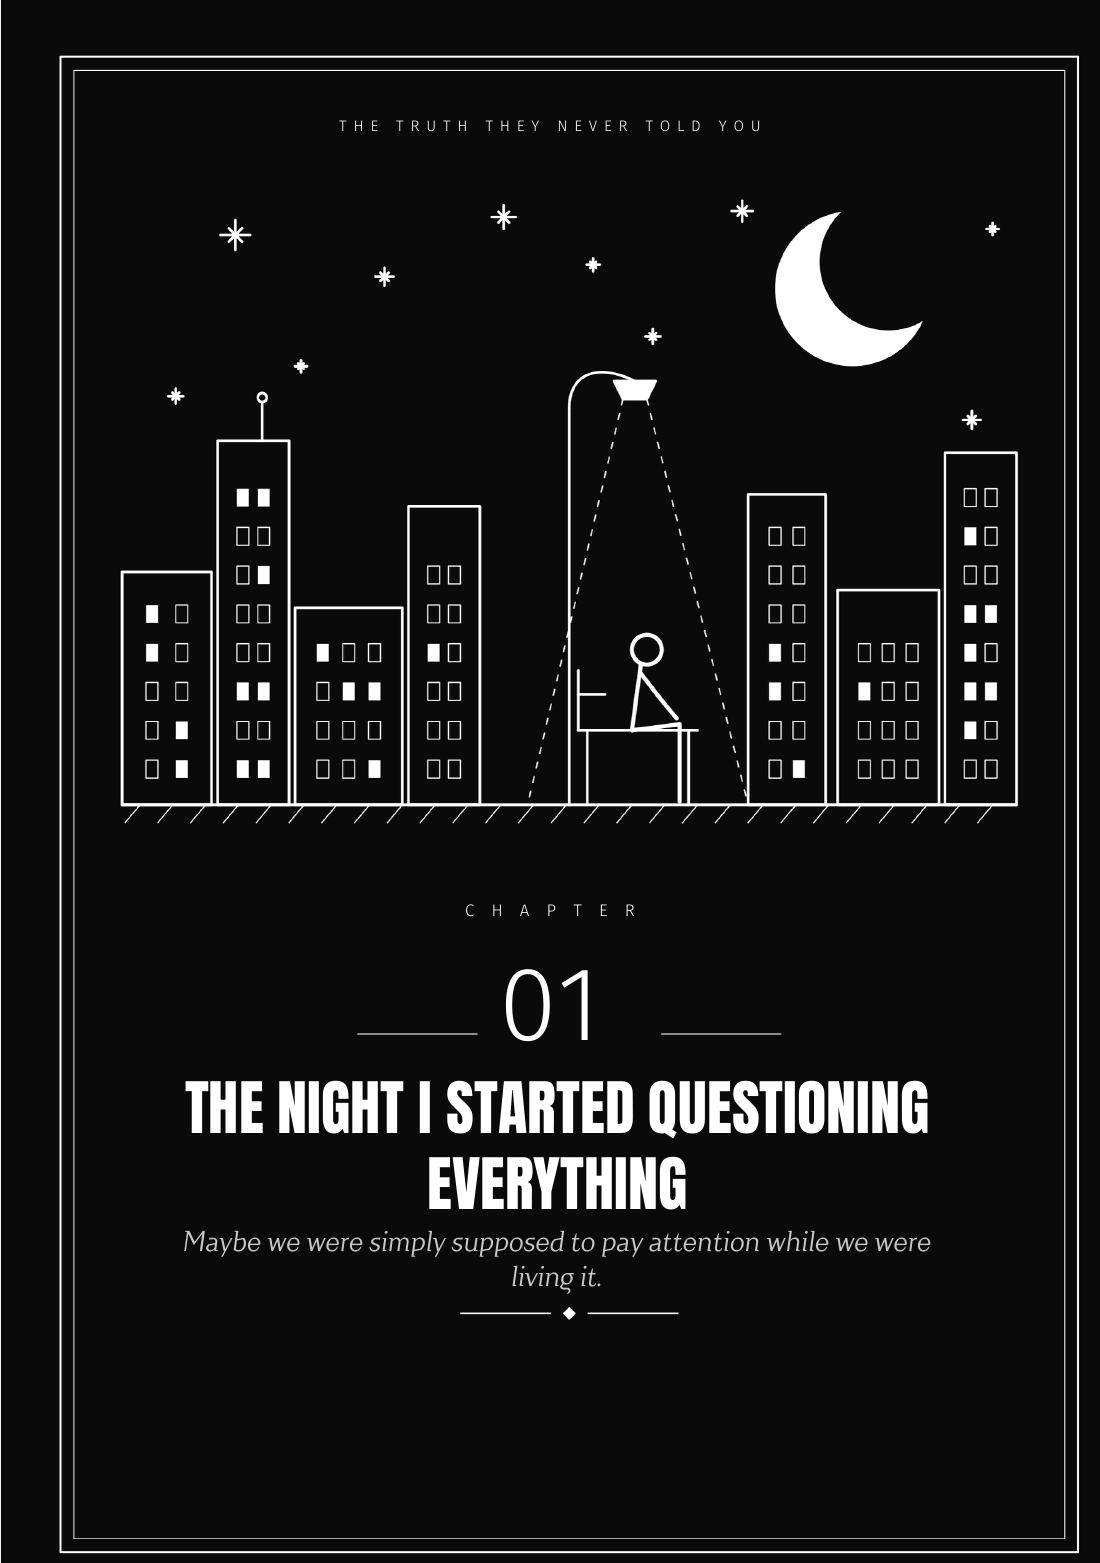 THE TRUTH THEY NEVER TOLD YOU
CHAPTER
01
THE NIGHT I STARTED QUESTIONING
EVERYTHING
Maybe we were simply supposed to pay attention while we were
living it.